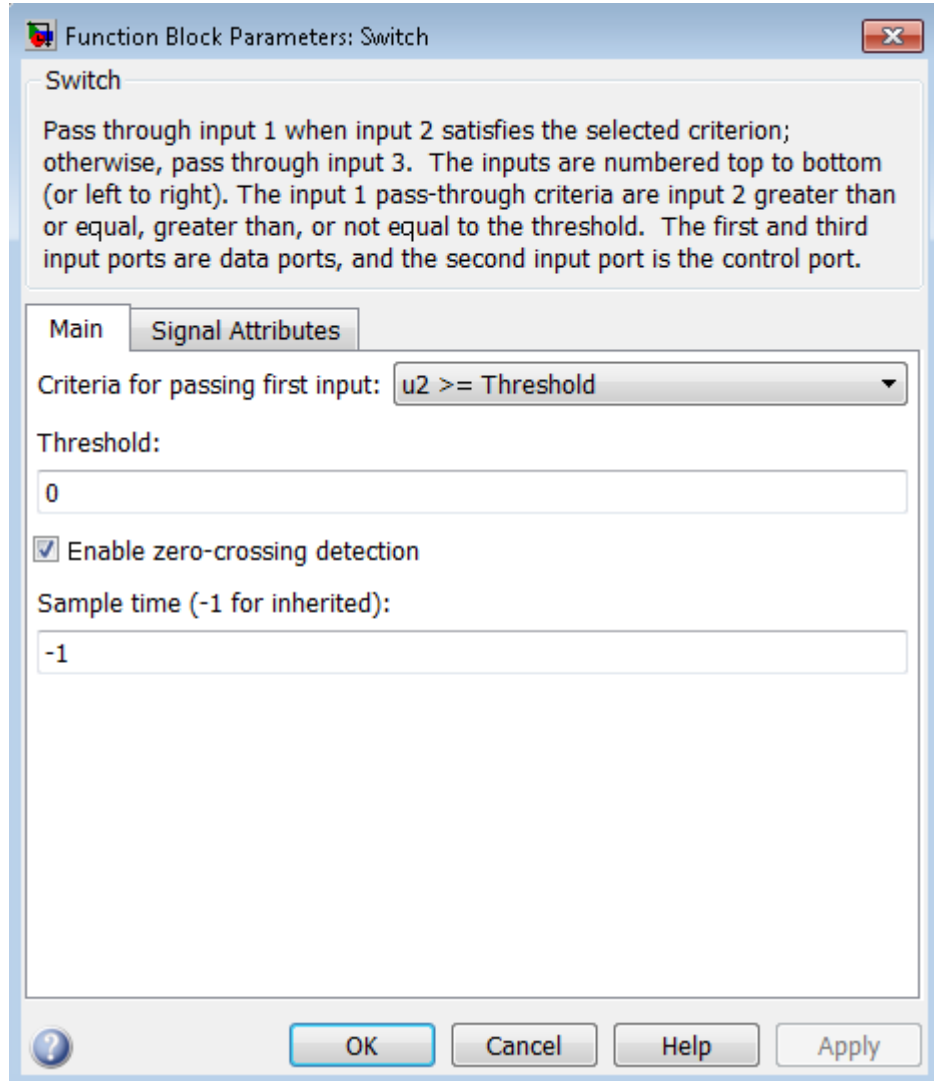 Function Block Parameters: Switch
Switch
Pass through input 1 when input 2 satisfies the selected criterion;
otherwise, pass through input 3.  The inputs are numbered top to bottom
(or left to right). The input 1 pass-through criteria are input 2 greater than
or equal, greater than, or not equal to the threshold.  The first and third
input ports are data ports, and the second input port is the control port.
Main Signal Attributes
Criteria for passing first input: u2 >= Threshold
Threshold:
0
Enable zero-crossing detection
Sample time (-1 for inherited):
-1
? OK Cancel Help Apply